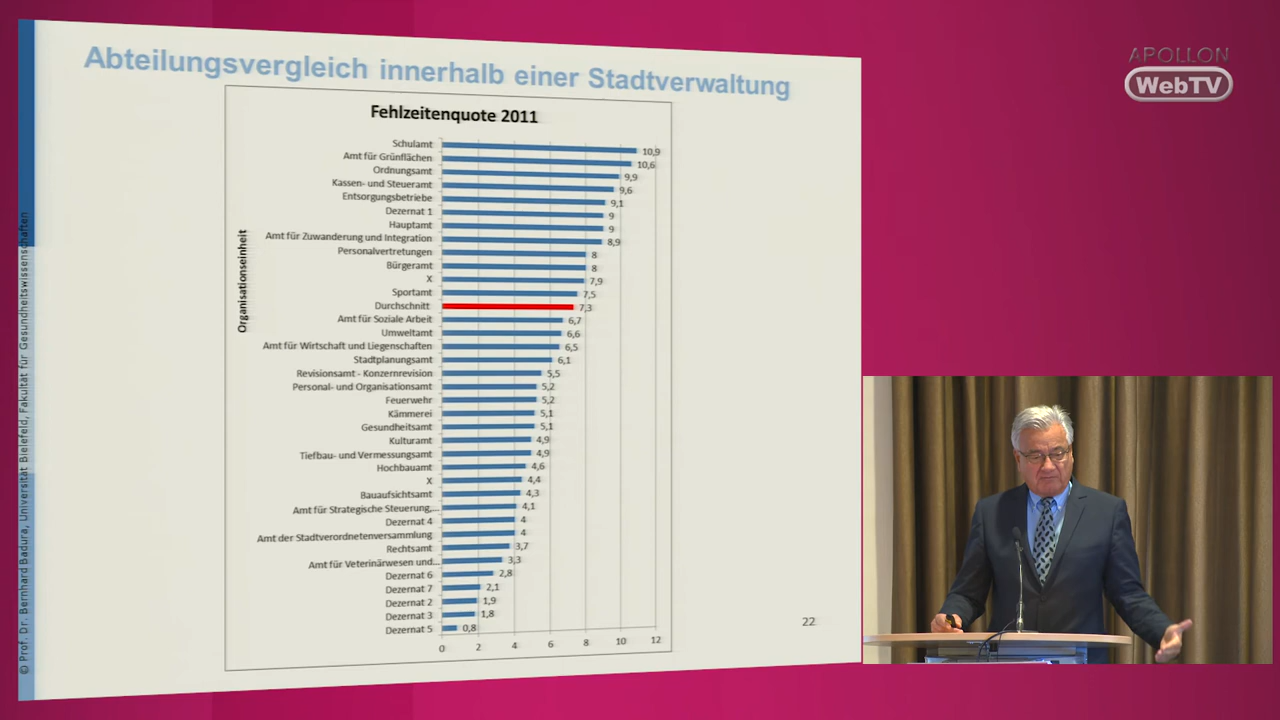 Abteilungsvergleich innerhalb einer Stadtverwaltung
APOLLON
WebTV
Fehlzeitenquote 2011
Organisationseinheit
Schulamt 10,9
Amt für Grünflächen 10,6
Ordnungsamt 9,9
Kassen- und Steueramt 9,6
Entsorgungsbetriebe 9,1
Dezernat 1 9
Hauptamt 9
Amt für Zuwanderung und Integration 8,9
Personalvertretungen 8
Bürgeramt 8
X 7,9
Sportamt 7,5
Durchschnitt 7,3
Amt für Soziale Arbeit 6,7
Umweltamt 6,6
Amt für Wirtschaft und Liegenschaften 6,5
Stadtplanungsamt 6,1
Revisionsamt - Konzernrevision 5,5
Personal- und Organisationsamt 5,2
Feuerwehr 5,2
Kämmerei 5,1
Gesundheitsamt 5,1
Kulturamt 4,9
Tiefbau- und Vermessungsamt 4,9
Hochbauamt 4,6
X 4,4
Bauaufsichtsamt 4,3
Amt für Strategische Steuerung,... 4,1
Dezernat 4 4
Amt der Stadtverordnetenversammlung 4
Rechtsamt 3,7
Amt für Veterinärwesen und... 3,3
Dezernat 6 2,8
Dezernat 7 2,1
Dezernat 2 1,9
Dezernat 3 1,8
Dezernat 5 0,8
0 2 4 6 8 10 12
22
© Prof. Dr. Bernhard Badura, Universität Bielefeld, Fakultät für Gesundheitswissenschaften